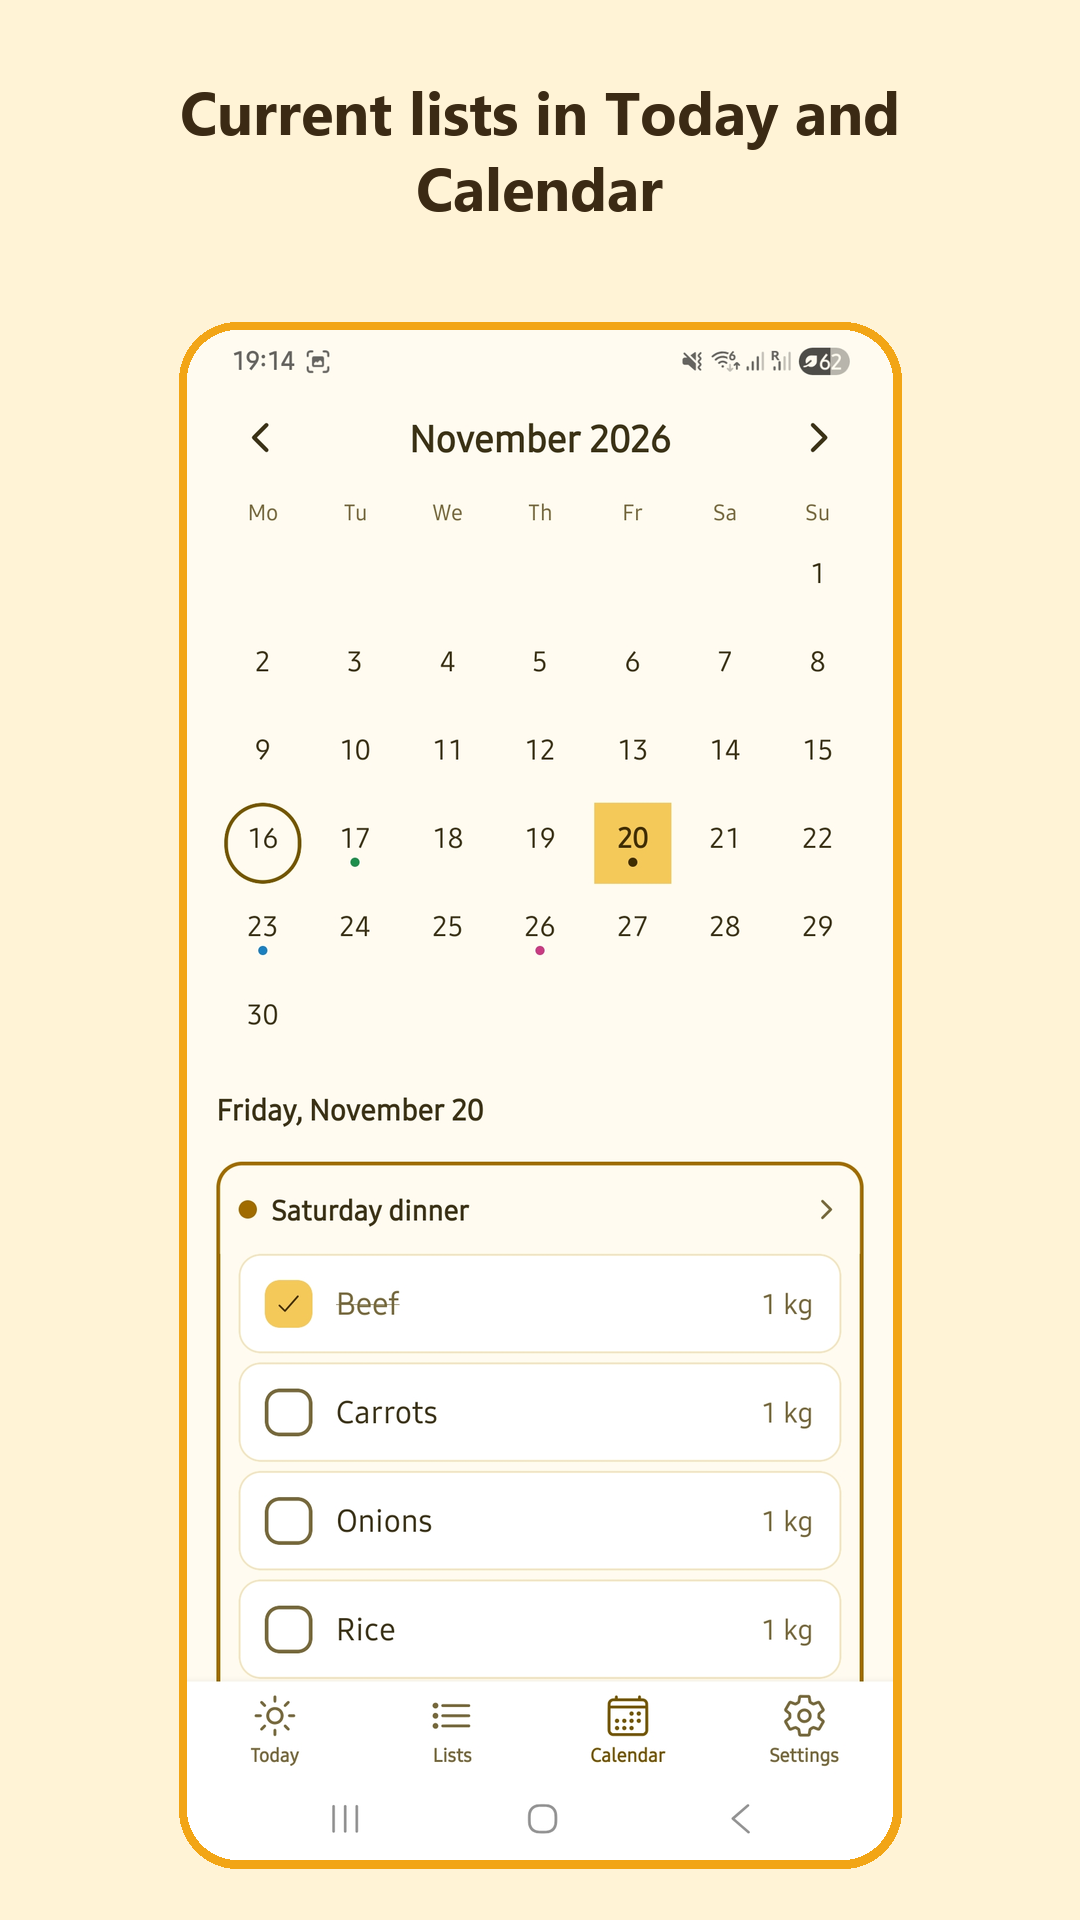 Current lists in Today and
Calendar
19:14
6 R 62
November 2026
Mo Tu We Th Fr Sa Su
1
2 3 4 5 6 7 8
9 10 11 12 13 14 15
16 17 18 19 20 21 22
23 24 25 26 27 28 29
30
Friday, November 20
Saturday dinner
Beef 1 kg
Carrots 1 kg
Onions 1 kg
Rice 1 kg
Today Lists Calendar Settings